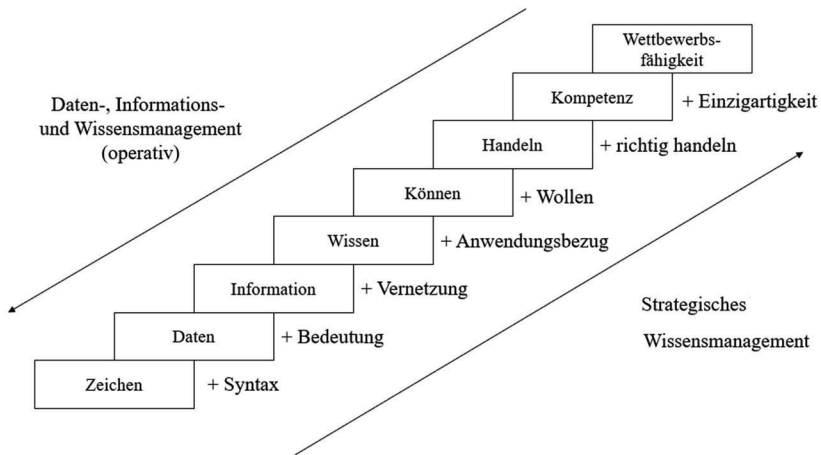 Wettbewerbs-
fähigkeit
Daten-, Informations-
und Wissensmanagement
(operativ)
Kompetenz
+ Einzigartigkeit
Handeln
+ richtig handeln
Können
+ Wollen
Wissen
+ Anwendungsbezug
Information
+ Vernetzung
Strategisches
Wissensmanagement
Daten
+ Bedeutung
Zeichen
+ Syntax